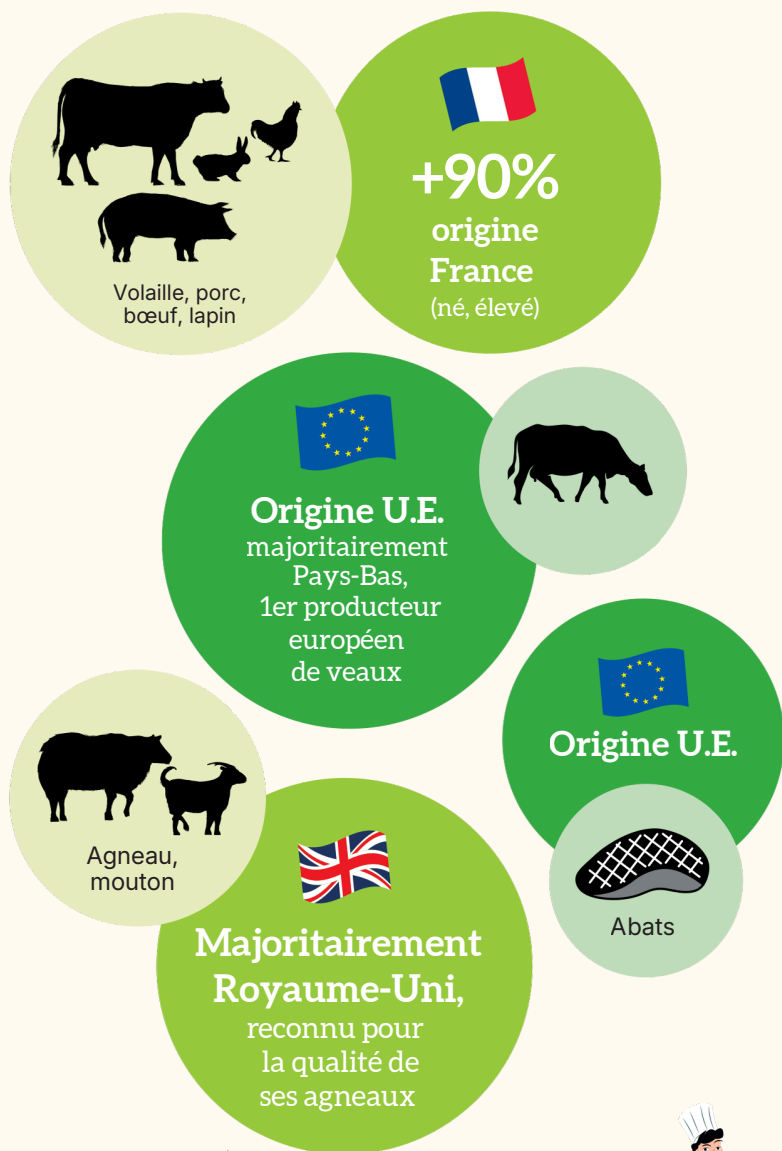 +90%
origine
France
(né, élevé)
Volaille, porc,
bœuf, lapin
Origine U.E.
majoritairement
Pays-Bas,
1er producteur
européen
de veaux
Origine U.E.
Abats
Agneau,
mouton
Majoritairement
Royaume-Uni,
reconnu pour
la qualité de
ses agneaux